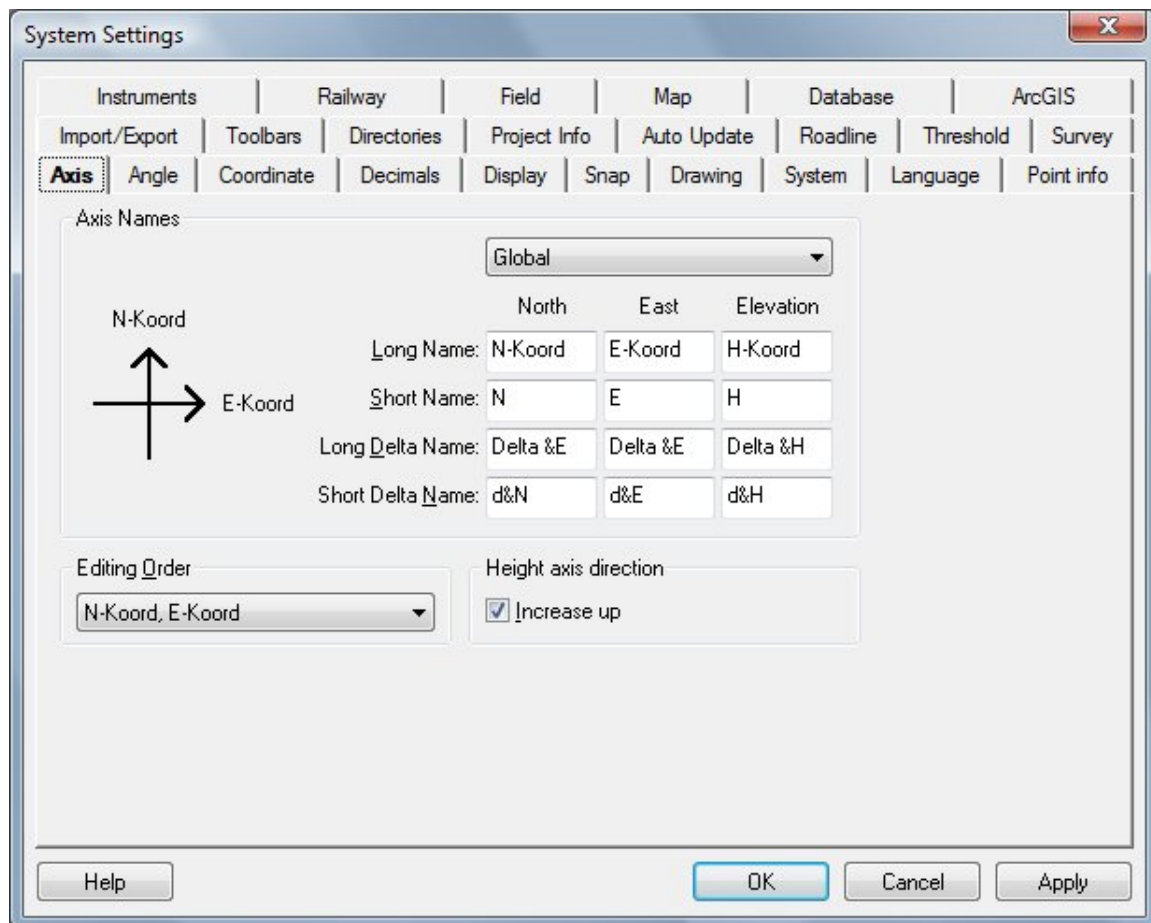 System Settings
Instruments Railway Field Map Database ArcGIS
Import/Export Toolbars Directories Project Info Auto Update Roadline Threshold Survey
Axis Angle Coordinate Decimals Display Snap Drawing System Language Point info
Axis Names
Global
North East Elevation
N-Koord
E-Koord
Long Name: N-Koord E-Koord H-Koord
Short Name: N E H
Long Delta Name: Delta &E Delta &E Delta &H
Short Delta Name: d&N d&E d&H
Editing Order
N-Koord, E-Koord
Height axis direction
Increase up
Help OK Cancel Apply